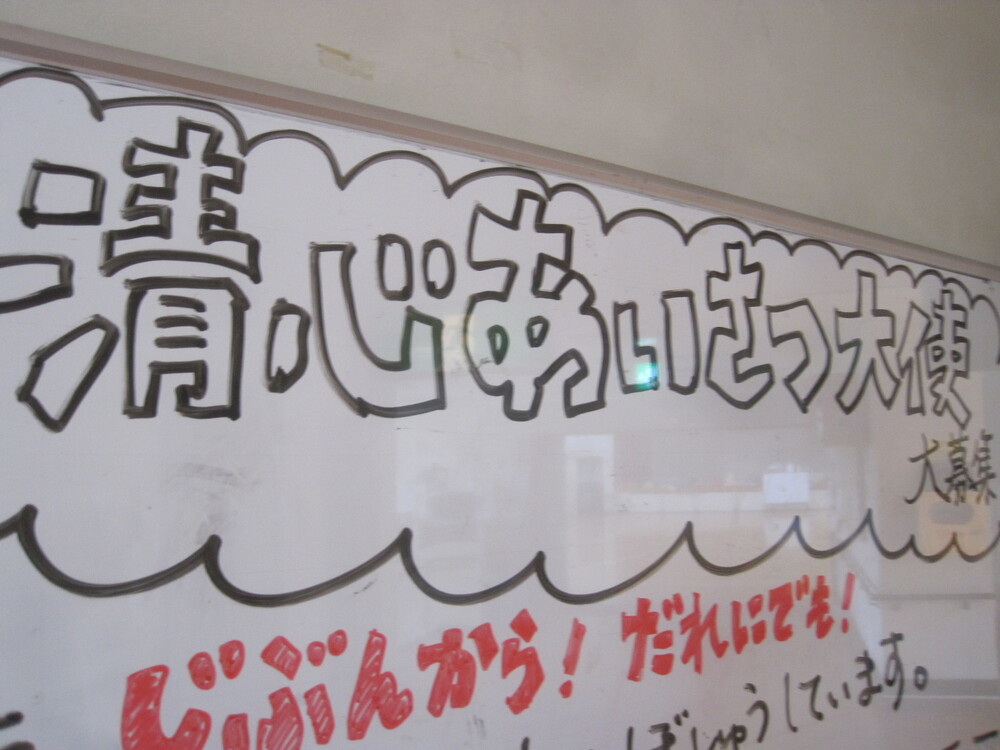 清心あいさつ大使
大募集
じぶんから！ だれにでも！
ぼしゅうしています。